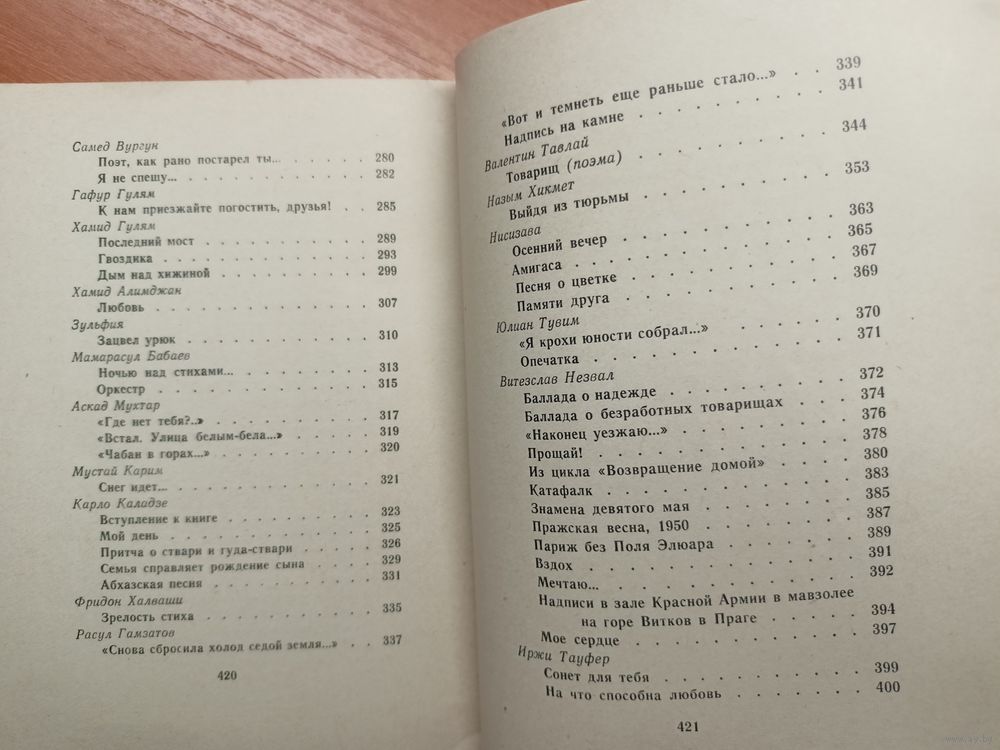 Самед Вургун
Поэт, как рано постарел ты... . . . . . 280
Я не спешу... . . . . . . . . . . 282
Гафур Гулям
К нам приезжайте погостить, друзья! . . 285
Хамид Гулям
Последний мост . . . . . . . . . 289
Гвоздика . . . . . . . . . . . . 293
Дым над хижиной . . . . . . . . 299
Хамид Алимджан
Любовь . . . . . . . . . . . . 307
Зульфия
Зацвел урюк . . . . . . . . . . 310
Мамарасул Бабаев
Ночью над стихами... . . . . . . . 313
Оркестр . . . . . . . . . . . . 315
Аскад Мухтар
«Где нет тебя?..» . . . . . . . . . 317
«Встал. Улица белым-бела...» . . . . . 319
«Чабан в горах...» . . . . . . . . . 320
Мустай Карим
Снег идет... . . . . . . . . . . . 321
Карло Каладзе
Вступление к книге . . . . . . . . 323
Мой день . . . . . . . . . . . . 325
Притча о твари и гуда-ствари . . . . . 326
Семья справляет рождение сына . . . . 329
Абхазская песня . . . . . . . . . 331
Фридон Халваши
Зрелость стиха . . . . . . . . . . 335
Расул Гамзатов
«Снова сбросила холод седой земля...» . . 337
420
«Вот и темнеть еще раньше стало...» . . 339
Надпись на камне . . . . . . . . 341
Валентин Тавлай
Товарищ (поэма) . . . . . . . . 344
Назым Хикмет
Выйдя из тюрьмы . . . . . . . . 353
Нисизава
Осенний вечер . . . . . . . . . 363
Амигаса . . . . . . . . . . . . 365
Песня о цветке . . . . . . . . . 367
Памяти друга . . . . . . . . . . 369
Юлиан Тувим
«Я крохи юности собрал...» . . . . . 370
Опечатка . . . . . . . . . . . 371
Витезслав Незвал
Баллада о надежде . . . . . . . . 372
Баллада о безработных товарищах . . . 374
«Наконец уезжаю...» . . . . . . . . 376
Прощай! . . . . . . . . . . . . 378
Из цикла «Возвращение домой» . . . . 380
Катафалк . . . . . . . . . . . 383
Знамена девятого мая . . . . . . . 385
Пражская весна, 1950 . . . . . . . 387
Париж без Поля Элюара . . . . . . 389
Вздох . . . . . . . . . . . . 391
Мечтаю... . . . . . . . . . . . 392
Надписи в зале Красной Армии в мавзолее
на горе Витков в Праге . . . . . 394
Мое сердце . . . . . . . . . . 397
Иржи Тауфер
Сонет для тебя . . . . . . . . . 399
На что способна любовь . . . . . . 400
421